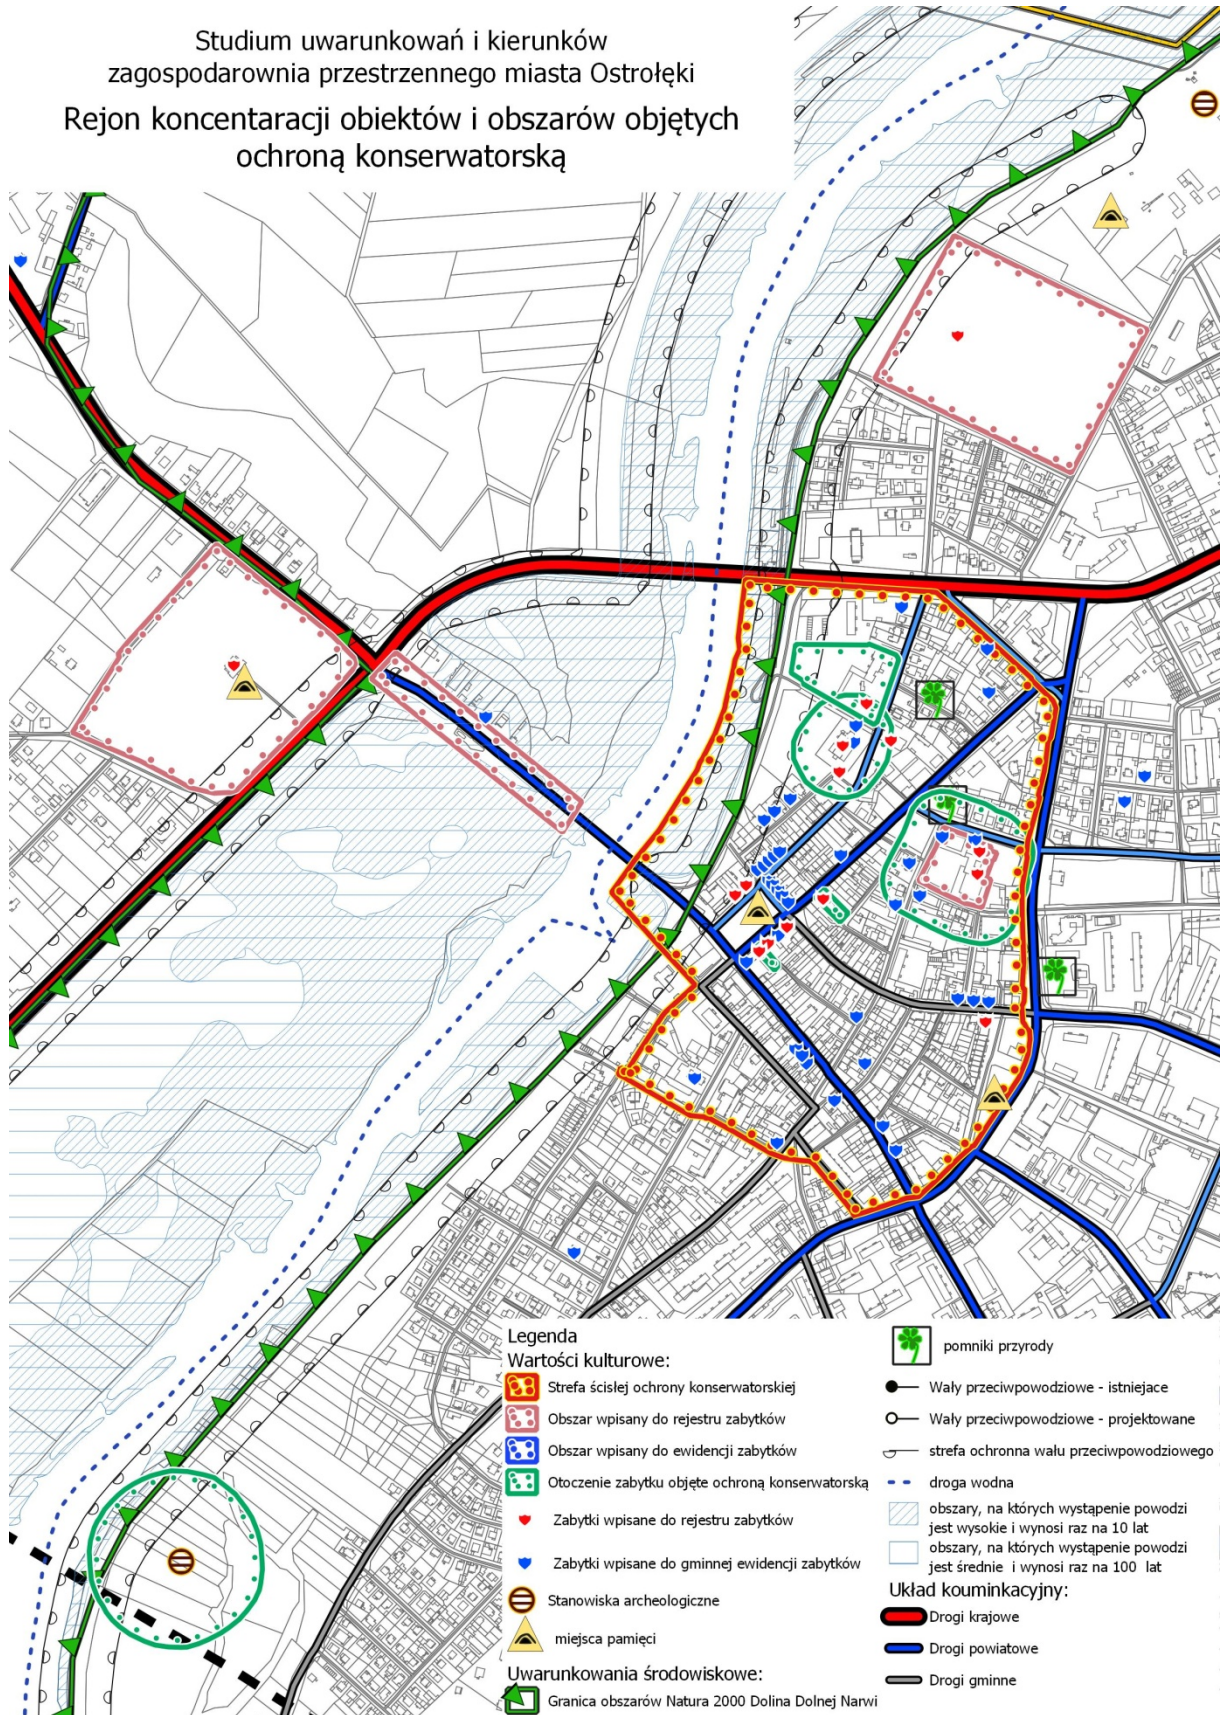 Studium uwarunkowań i kierunków
zagospodarownia przestrzennego miasta Ostrołęki
Rejon koncentaracji obiektów i obszarów objętych
ochroną konserwatorską
Legenda
Wartości kulturowe:
Strefa ścisłej ochrony konserwatorskiej
Obszar wpisany do rejestru zabytków
Obszar wpisany do ewidencji zabytków
Otoczenie zabytku objęte ochroną konserwatorską
Zabytki wpisane do rejestru zabytków
Zabytki wpisane do gminnej ewidencji zabytków
Stanowiska archeologiczne
miejsca pamięci
Uwarunkowania środowiskowe:
Granica obszarów Natura 2000 Dolina Dolnej Narwi
pomniki przyrody
Wały przeciwpowodziowe - istniejace
Wały przeciwpowodziowe - projektowane
strefa ochronna wału przeciwpowodziowego
droga wodna
obszary, na których wystąpenie powodzi
jest wysokie i wynosi raz na 10 lat
obszary, na których wystąpenie powodzi
jest średnie i wynosi raz na 100 lat
Układ kouminkacyjny:
Drogi krajowe
Drogi powiatowe
Drogi gminne